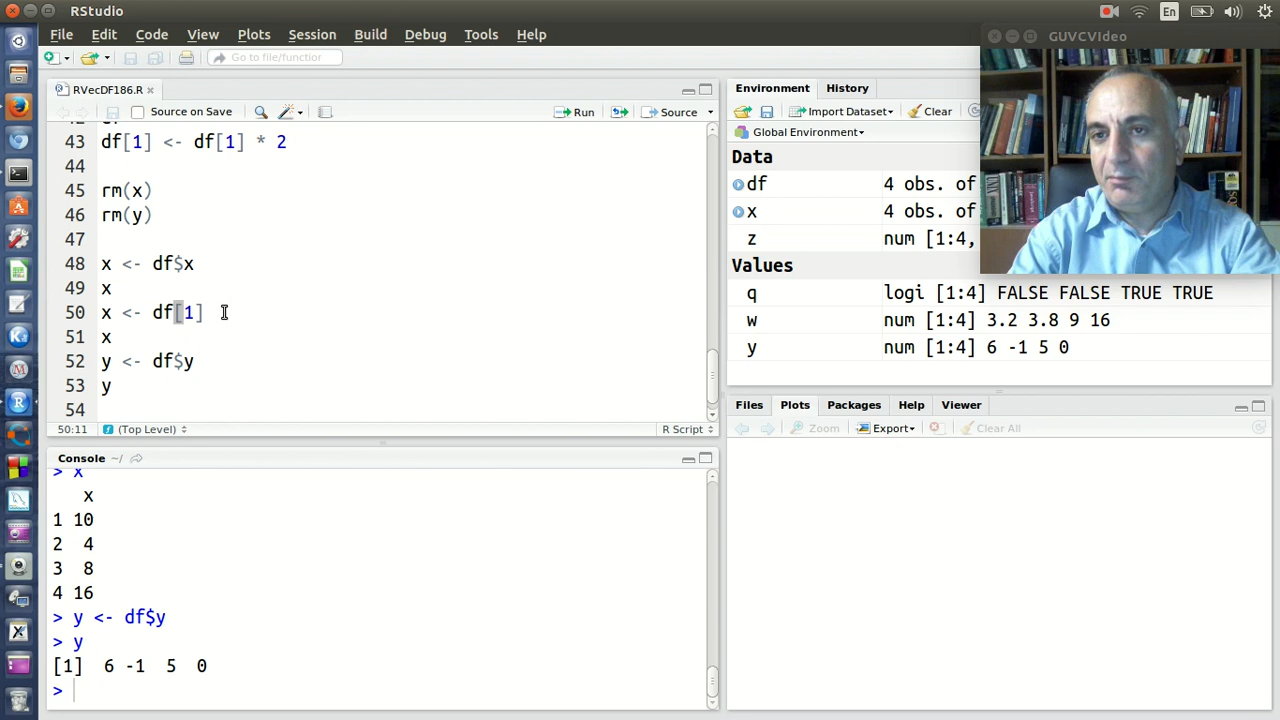 RStudio
En
File Edit Code View Plots Session Build Debug Tools Help
GUVCVIdeo
Go to file/function
RVecDF186.R
Environment History
Source on Save
Run
Source
Import Dataset
Clear
Global Environment
43 df[1] <- df[1] * 2
44
45 rm(x)
46 rm(y)
47
48 x <- df$x
49 x
50 x <- df[1]
51 x
52 y <- df$y
53 y
54
50:11 (Top Level) R Script
Data
df 4 obs. of
x 4 obs. of
z num [1:4,
Values
q logi [1:4] FALSE FALSE TRUE TRUE
w num [1:4] 3.2 3.8 9 16
y num [1:4] 6 -1 5 0
Files Plots Packages Help Viewer
Zoom Export Clear All
Console ~/
> x
x
1 10
2 4
3 8
4 16
> y <- df$y
> y
[1] 6 -1 5 0
>